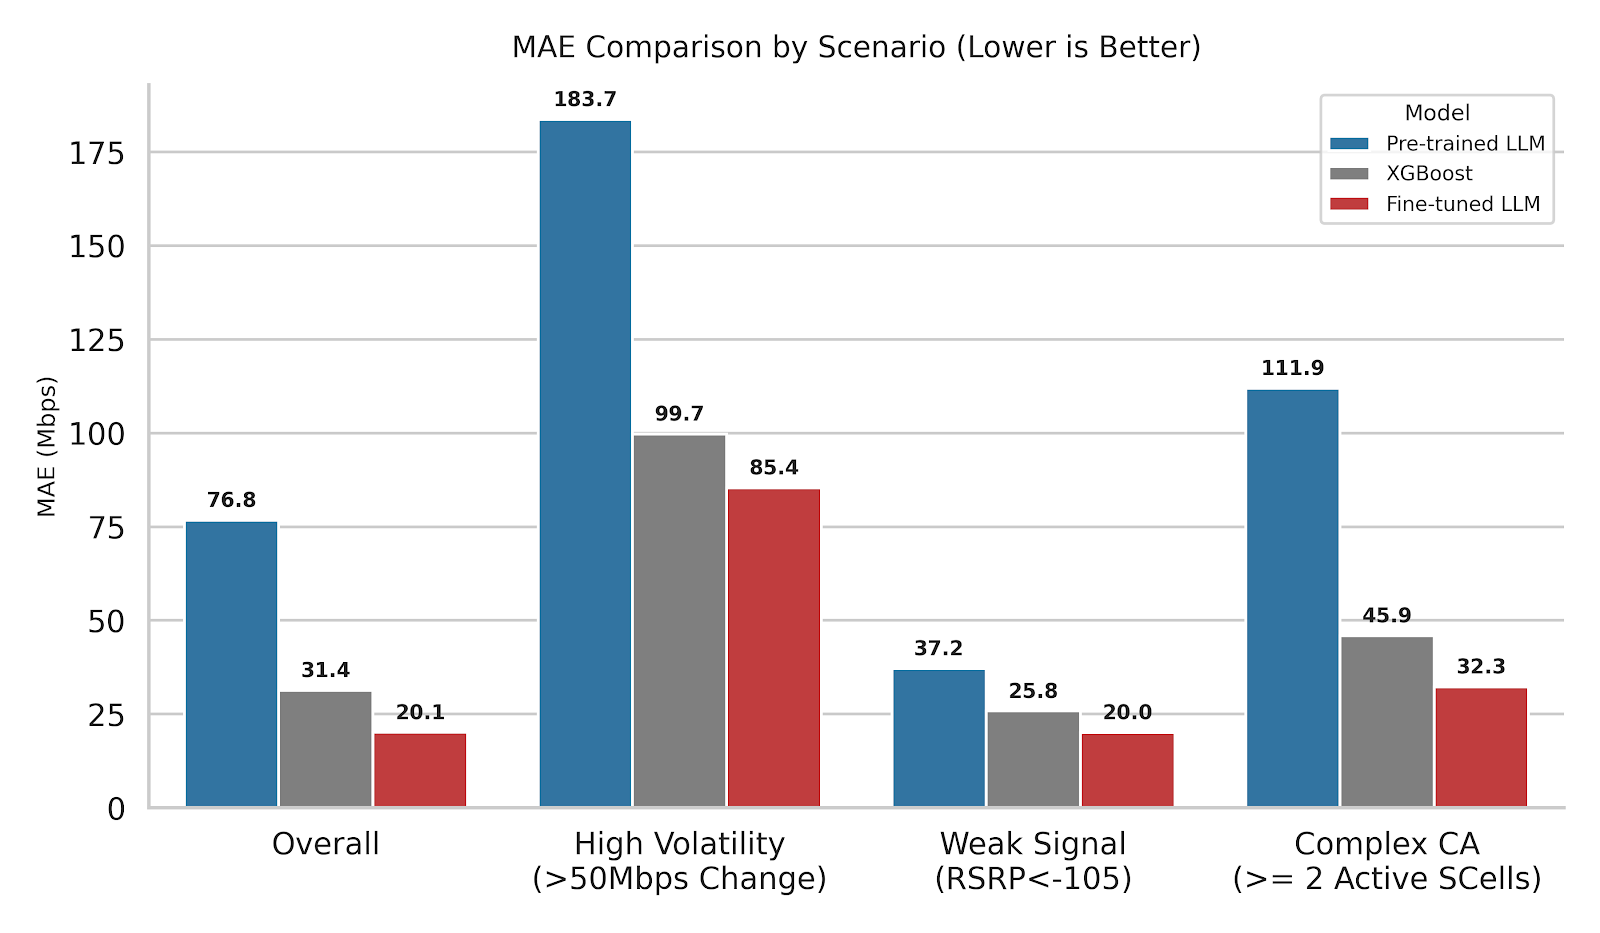 MAE Comparison by Scenario (Lower is Better)
Model
Pre-trained LLM
XGBoost
Fine-tuned LLM
MAE (Mbps)
175
150
125
100
75
50
25
0
76.8
31.4
20.1
183.7
99.7
85.4
37.2
25.8
20.0
111.9
45.9
32.3
Overall
High Volatility
(>50Mbps Change)
Weak Signal
(RSRP<-105)
Complex CA
(>= 2 Active SCells)